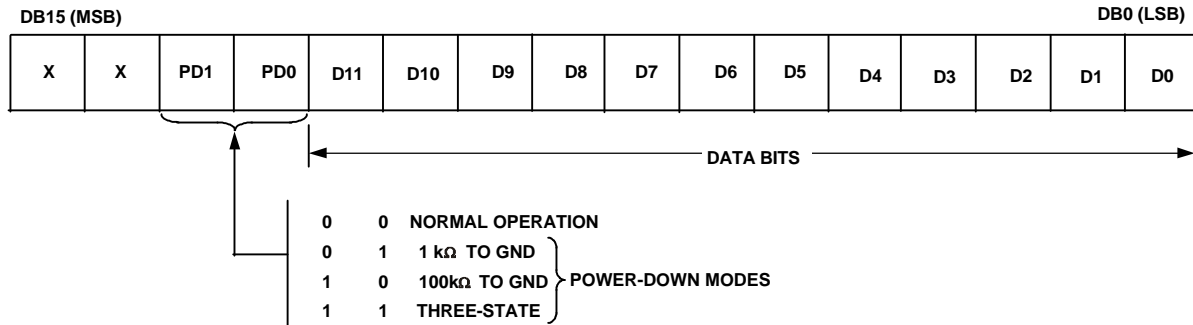 DB15 (MSB) DB0 (LSB)
X X PD1 PD0 D11 D10 D9 D8 D7 D6 D5 D4 D3 D2 D1 D0
DATA BITS
0 0 NORMAL OPERATION
0 1 1 kΩ TO GND
1 0 100kΩ TO GND POWER-DOWN MODES
1 1 THREE-STATE